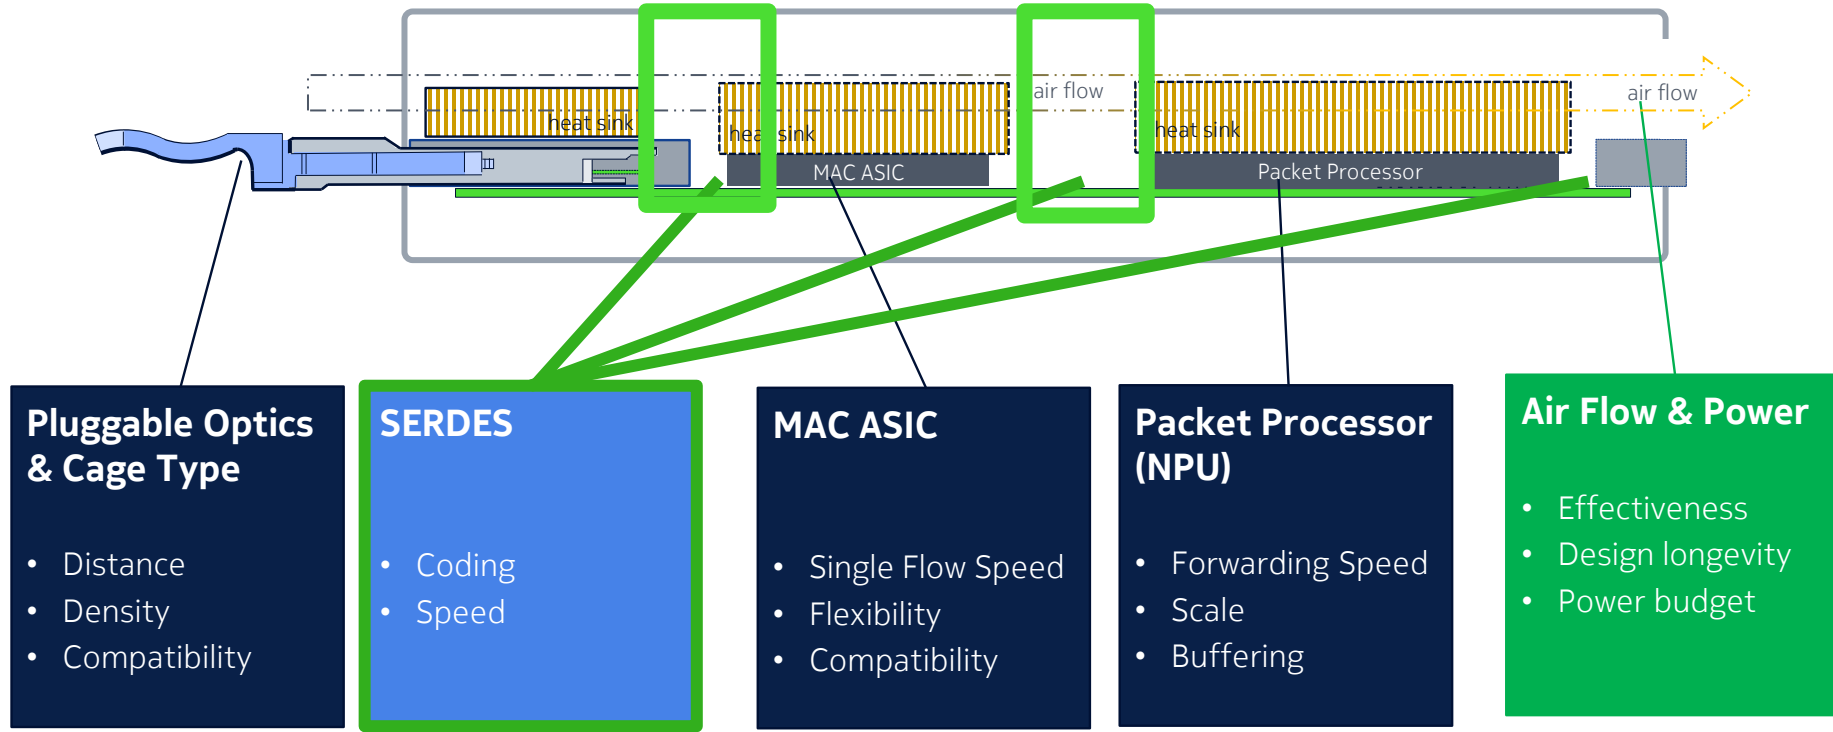 air flow
air flow
heat sink
heat sink
heat sink
MAC ASIC
Packet Processor
Pluggable Optics
& Cage Type
• Distance
• Density
• Compatibility
SERDES
• Coding
• Speed
MAC ASIC
• Single Flow Speed
• Flexibility
• Compatibility
Packet Processor
(NPU)
• Forwarding Speed
• Scale
• Buffering
Air Flow & Power
• Effectiveness
• Design longevity
• Power budget